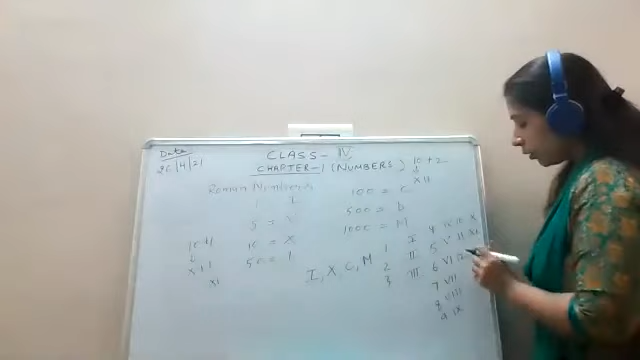 Date
26|4|21
CLASS - IV
CHAPTER-1 (NUMBERS)
10 + 2
XII
Roman Numerals
5 = V
10 = X
50 = L
100 = C
500 = D
1000 = M
10+1
X+1
XI
I, X, C, M
1 I
2 II
3 III
4 IV 10 X
5 V 11 XI
6 VI
7 VII
8 VIII
9 IX